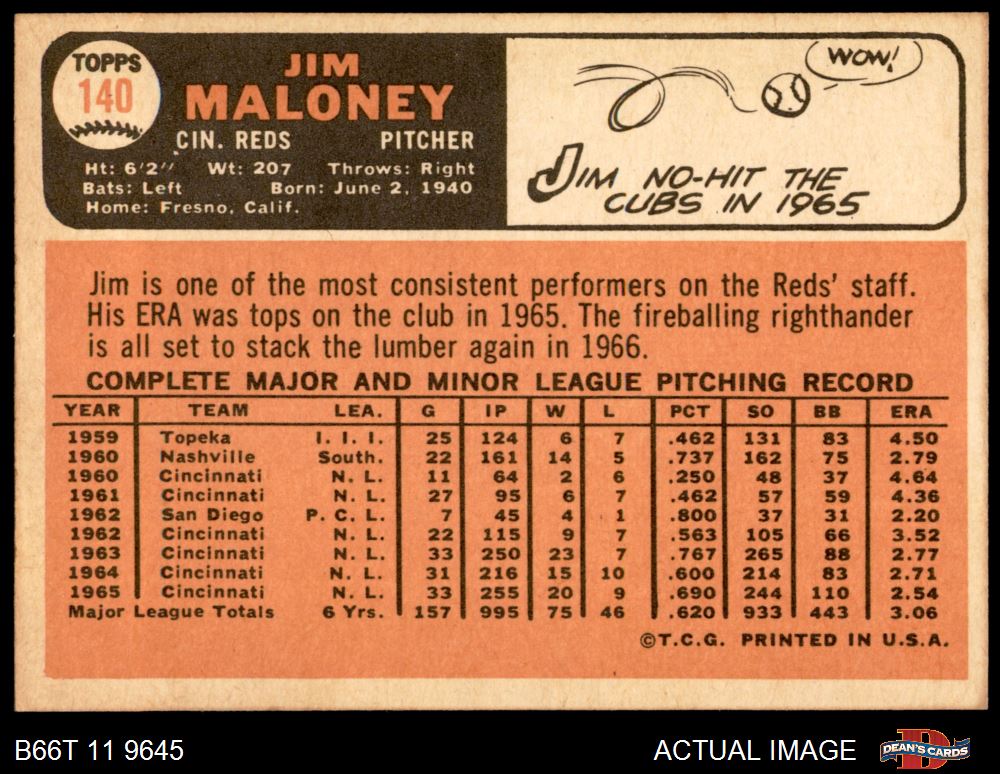 TOPPS
140
JIM
MALONEY
CIN. REDS PITCHER
Ht: 6'2" Wt: 207 Throws: Right
Bats: Left Born: June 2, 1940
Home: Fresno, Calif.
WOW!
JIM NO-HIT THE
CUBS IN 1965
Jim is one of the most consistent performers on the Reds' staff.
His ERA was tops on the club in 1965. The fireballing righthander
is all set to stack the lumber again in 1966.
COMPLETE MAJOR AND MINOR LEAGUE PITCHING RECORD
YEAR TEAM LEA. G IP W L PCT SO BB ERA
1959 Topeka I. I. I. 25 124 6 7 .462 131 83 4.50
1960 Nashville South. 22 161 14 5 .737 162 75 2.79
1960 Cincinnati N. L. 11 64 2 6 .250 48 37 4.64
1961 Cincinnati N. L. 27 95 6 7 .462 57 59 4.36
1962 San Diego P. C. L. 7 45 4 1 .800 37 31 2.20
1962 Cincinnati N. L. 22 115 9 7 .563 105 66 3.52
1963 Cincinnati N. L. 33 250 23 7 .767 265 88 2.77
1964 Cincinnati N. L. 31 216 15 10 .600 214 83 2.71
1965 Cincinnati N. L. 33 255 20 9 .690 244 110 2.54
Major League Totals 6 Yrs. 157 995 75 46 .620 933 443 3.06
©T.C.G. PRINTED IN U.S.A.
B66T 11 9645 ACTUAL IMAGE DEAN'S CARDS